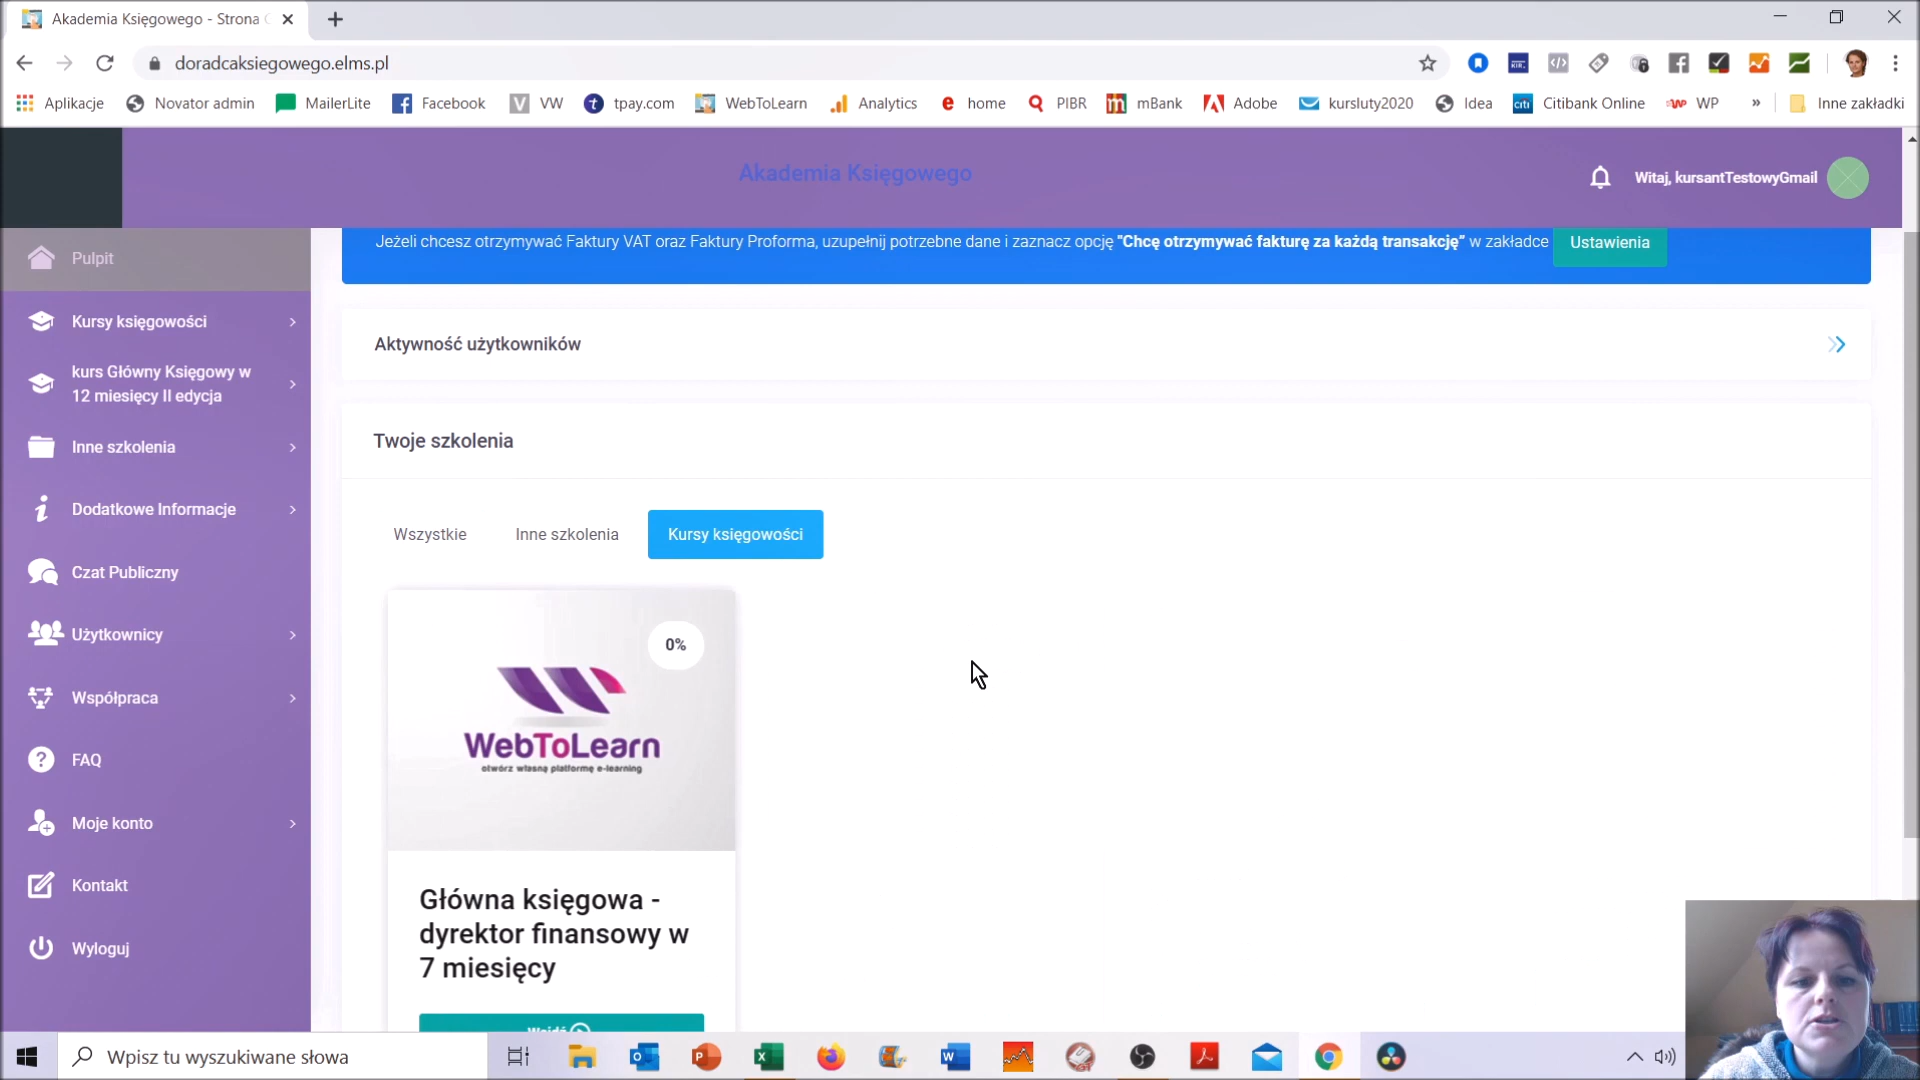 Akademia Księgowego - Strona
doradcaksiegowego.elms.pl
Aplikacje Novator admin MailerLite Facebook VW tpay.com WebToLearn Analytics home PIBR mBank Adobe kursluty2020 Idea Citibank Online WP » Inne zakładki
Akademia Księgowego
Witaj, kursantTestowyGmail
Jeżeli chcesz otrzymywać Faktury VAT oraz Faktury Proforma, uzupełnij potrzebne dane i zaznacz opcję "Chcę otrzymywać fakturę za każdą transakcję" w zakładce Ustawienia
Pulpit
Kursy księgowości
kurs Główny Księgowy w
12 miesięcy II edycja
Inne szkolenia
Dodatkowe Informacje
Czat Publiczny
Użytkownicy
Współpraca
FAQ
Moje konto
Kontakt
Wyloguj
Aktywność użytkowników
Twoje szkolenia
Wszystkie Inne szkolenia Kursy księgowości
0%
WebToLearn
otwórz własną platformę e-learning
Główna księgowa -
dyrektor finansowy w
7 miesięcy
Wejdź
Wpisz tu wyszukiwane słowa